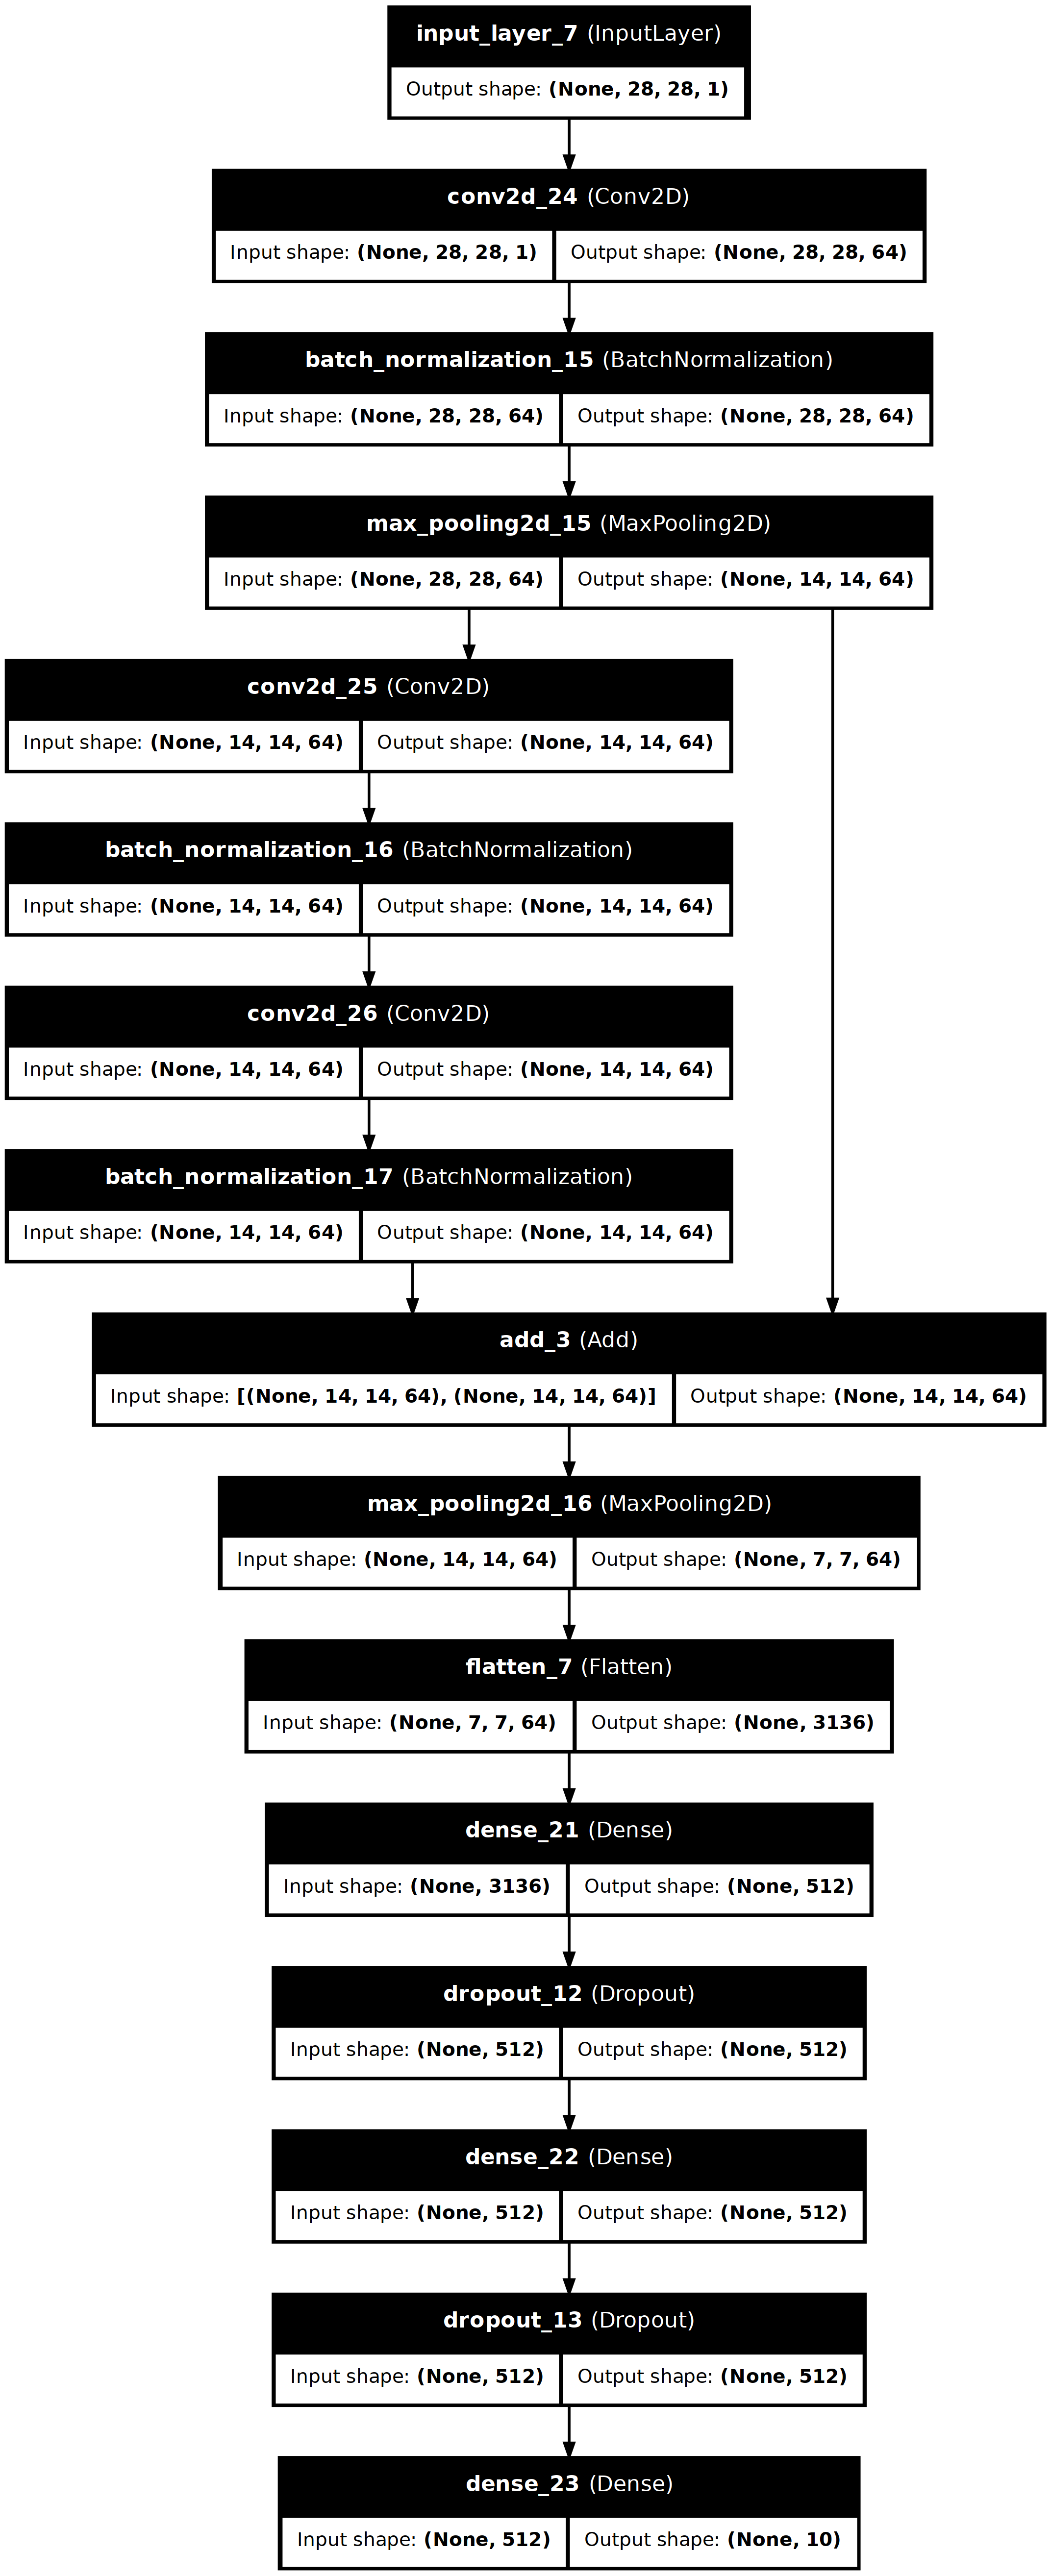 input_layer_7 (InputLayer)
Output shape: (None, 28, 28, 1)
conv2d_24 (Conv2D)
Input shape: (None, 28, 28, 1) Output shape: (None, 28, 28, 64)
batch_normalization_15 (BatchNormalization)
Input shape: (None, 28, 28, 64) Output shape: (None, 28, 28, 64)
max_pooling2d_15 (MaxPooling2D)
Input shape: (None, 28, 28, 64) Output shape: (None, 14, 14, 64)
conv2d_25 (Conv2D)
Input shape: (None, 14, 14, 64) Output shape: (None, 14, 14, 64)
batch_normalization_16 (BatchNormalization)
Input shape: (None, 14, 14, 64) Output shape: (None, 14, 14, 64)
conv2d_26 (Conv2D)
Input shape: (None, 14, 14, 64) Output shape: (None, 14, 14, 64)
batch_normalization_17 (BatchNormalization)
Input shape: (None, 14, 14, 64) Output shape: (None, 14, 14, 64)
add_3 (Add)
Input shape: [(None, 14, 14, 64), (None, 14, 14, 64)] Output shape: (None, 14, 14, 64)
max_pooling2d_16 (MaxPooling2D)
Input shape: (None, 14, 14, 64) Output shape: (None, 7, 7, 64)
flatten_7 (Flatten)
Input shape: (None, 7, 7, 64) Output shape: (None, 3136)
dense_21 (Dense)
Input shape: (None, 3136) Output shape: (None, 512)
dropout_12 (Dropout)
Input shape: (None, 512) Output shape: (None, 512)
dense_22 (Dense)
Input shape: (None, 512) Output shape: (None, 512)
dropout_13 (Dropout)
Input shape: (None, 512) Output shape: (None, 512)
dense_23 (Dense)
Input shape: (None, 512) Output shape: (None, 10)